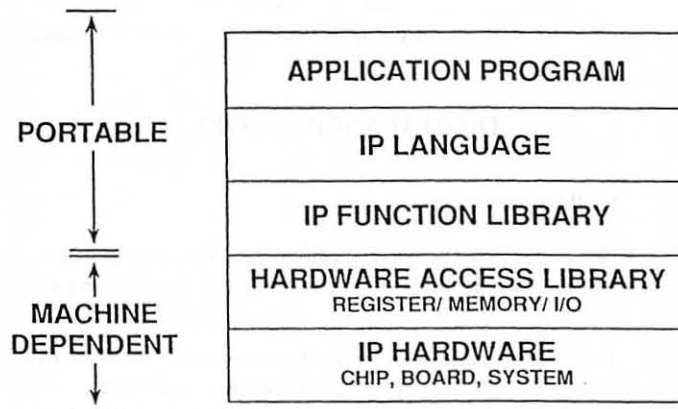 PORTABLE
MACHINE
DEPENDENT
APPLICATION PROGRAM
IP LANGUAGE
IP FUNCTION LIBRARY
HARDWARE ACCESS LIBRARY
REGISTER/ MEMORY/ I/O
IP HARDWARE
CHIP, BOARD, SYSTEM